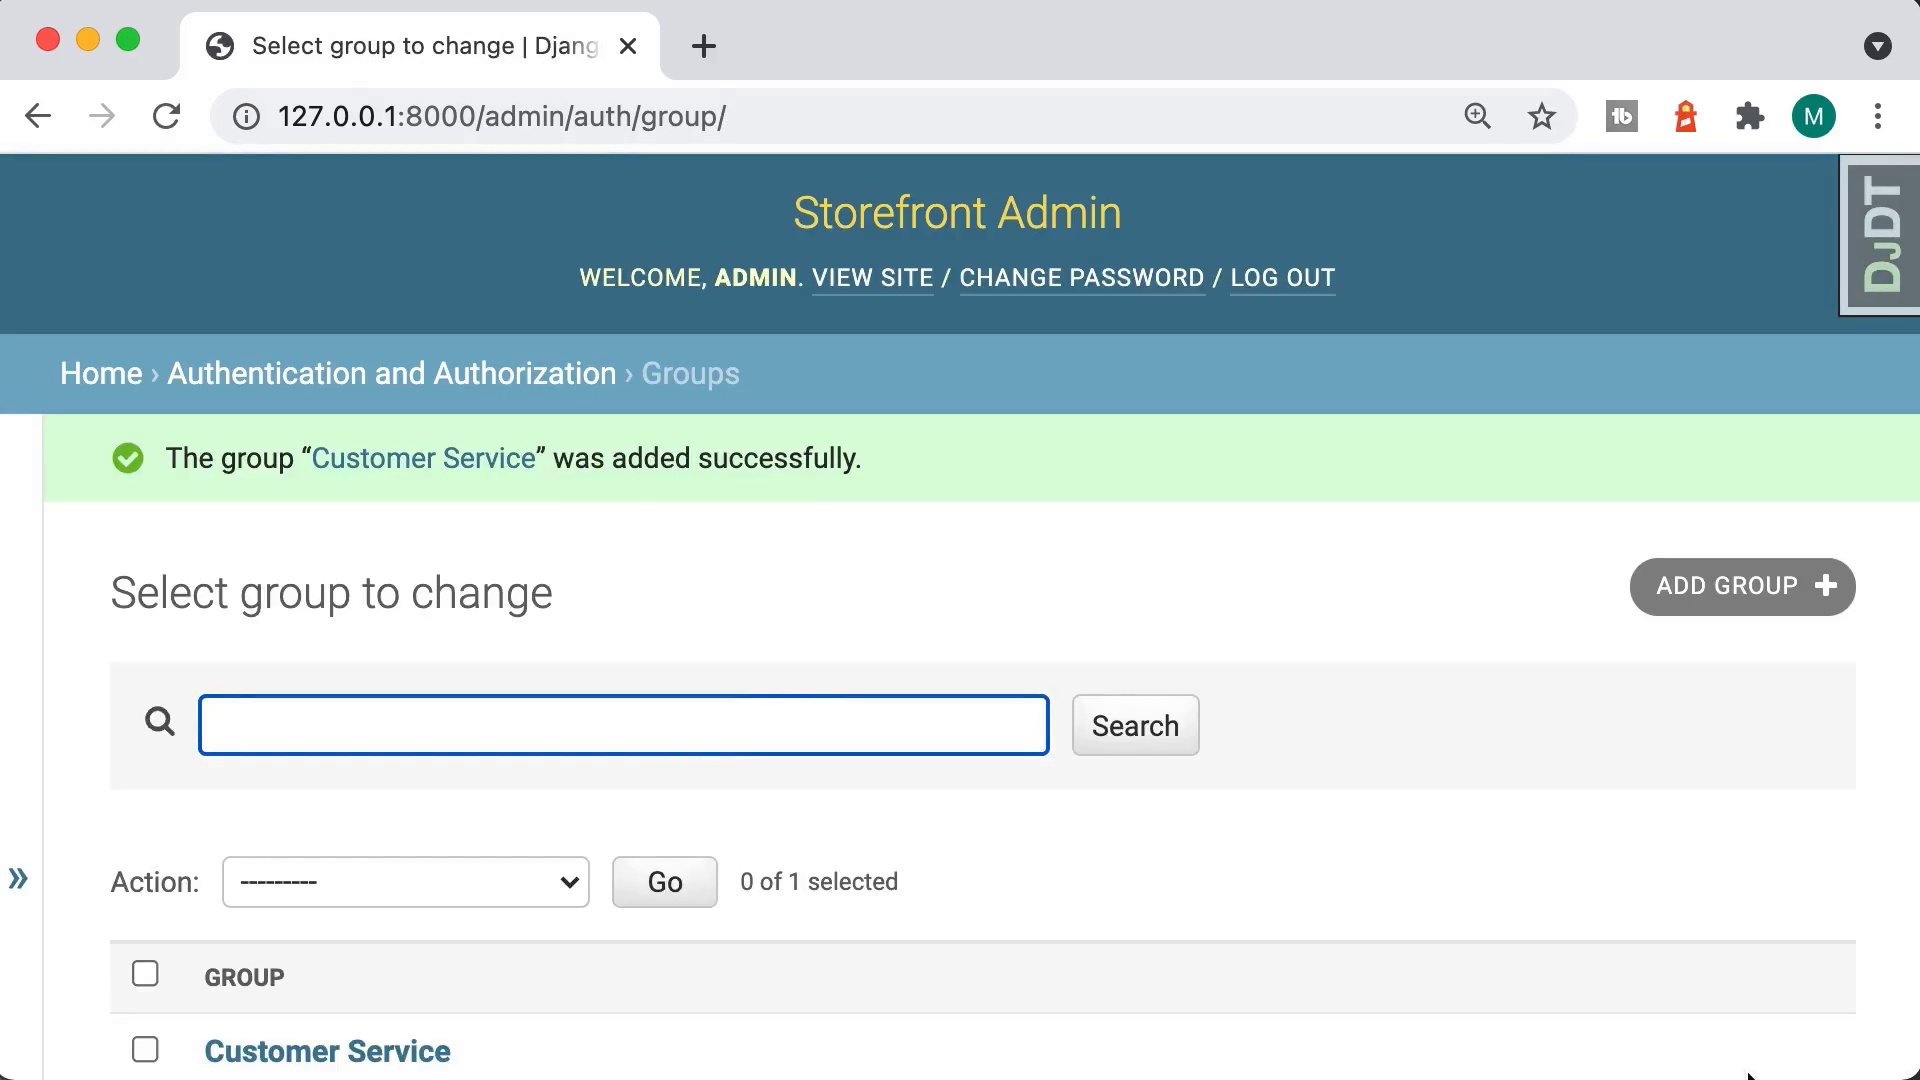 Select group to change | Djang
127.0.0.1:8000/admin/auth/group/
M
DJDT
Storefront Admin
WELCOME, ADMIN. VIEW SITE / CHANGE PASSWORD / LOG OUT
Home › Authentication and Authorization › Groups
The group “Customer Service” was added successfully.
Select group to change
ADD GROUP +
Search
Action: --------- Go 0 of 1 selected
GROUP
Customer Service